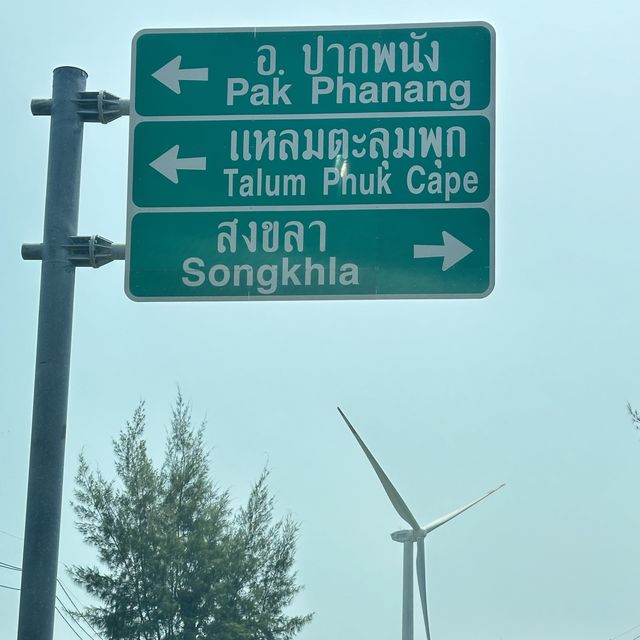 อ. ปากพนัง
Pak Phanang
แหลมตะลุมพุก
Talum Phuk Cape
สงขลา
Songkhla